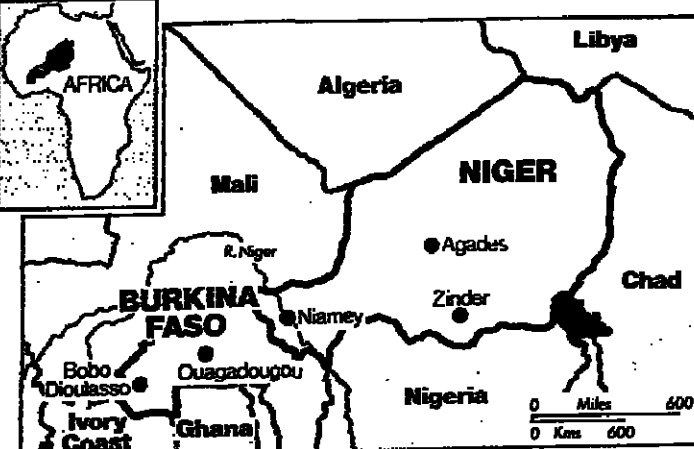 AFRICA
Libya
Algeria
NIGER
Mali
R. Niger
Agades
Chad
BURKINA
FASO
Zinder
Niamey
Bobo
Dioulasso
Ouagadougou
Nigeria
Ivory
Coast
Ghana
0 Miles 600
0 Kms 600